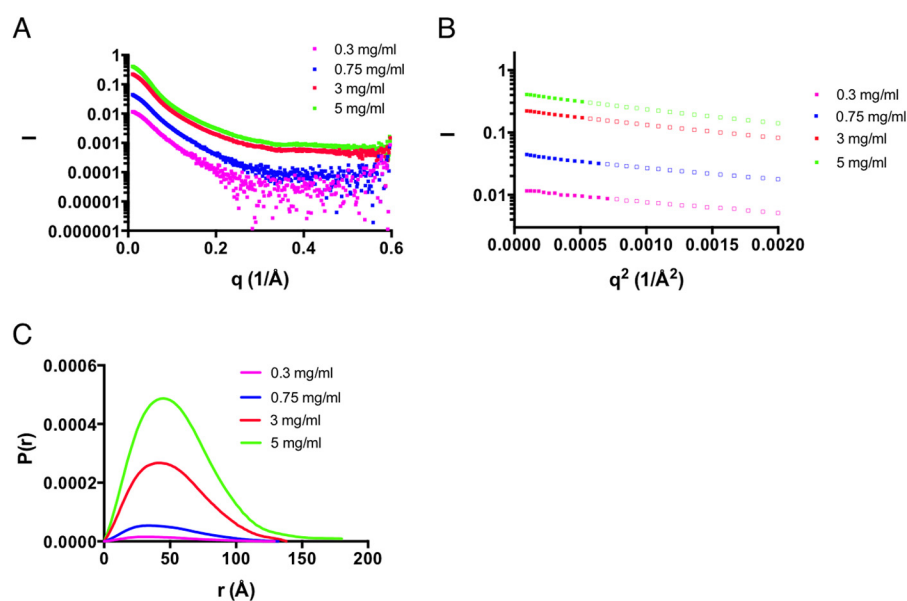 A
1
0.1
0.01
0.001
0.0001
0.00001
0.000001
I
0.0 0.2 0.4 0.6
q (1/Å)
0.3 mg/ml
0.75 mg/ml
3 mg/ml
5 mg/ml
B
1
0.1
0.01
I
0.0000 0.0005 0.0010 0.0015 0.0020
q² (1/Å²)
0.3 mg/ml
0.75 mg/ml
3 mg/ml
5 mg/ml
C
0.0006
0.0004
0.0002
0.0000
P(r)
0 50 100 150 200
r (Å)
0.3 mg/ml
0.75 mg/ml
3 mg/ml
5 mg/ml